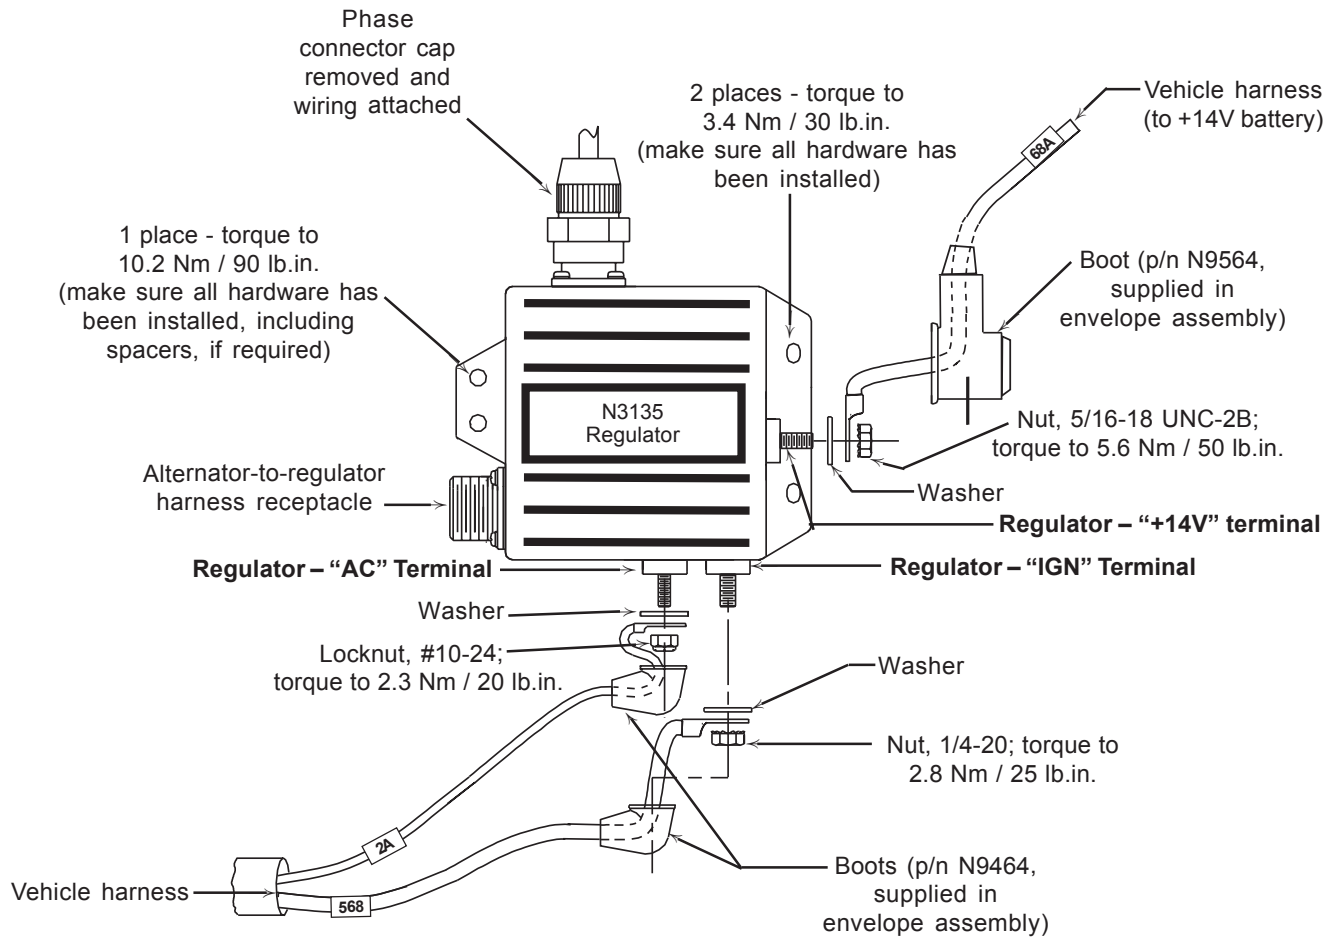 Phase
connector cap
removed and
wiring attached
2 places - torque to
3.4 Nm / 30 lb.in.
(make sure all hardware has
been installed)
Vehicle harness
(to +14V battery)
68A
1 place - torque to
10.2 Nm / 90 lb.in.
(make sure all hardware has
been installed, including
spacers, if required)
Boot (p/n N9564,
supplied in
envelope assembly)
N3135
Regulator
Nut, 5/16-18 UNC-2B;
torque to 5.6 Nm / 50 lb.in.
Alternator-to-regulator
harness receptacle
Washer
Regulator – “+14V” terminal
Regulator – “AC” Terminal
Regulator – “IGN” Terminal
Washer
Locknut, #10-24;
torque to 2.3 Nm / 20 lb.in.
Washer
Nut, 1/4-20; torque to
2.8 Nm / 25 lb.in.
2A
Boots (p/n N9464,
supplied in
envelope assembly)
Vehicle harness
568